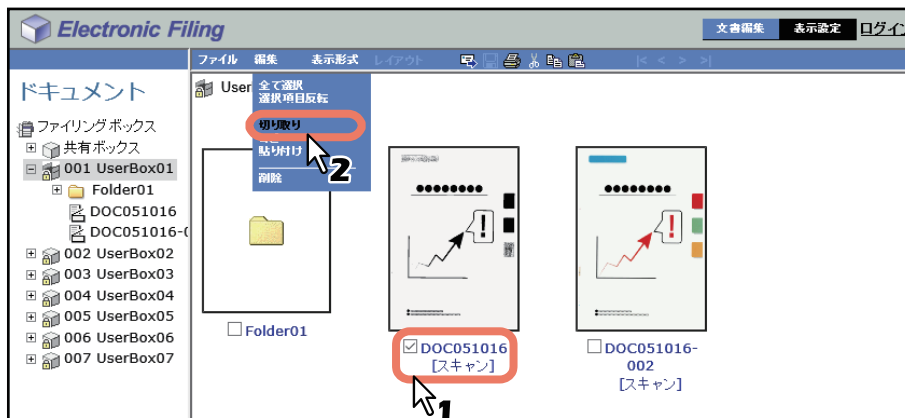 Electronic Filing
文書編集 表示設定 ログイン
ファイル 編集 表示形式 レイアウト |< < > >|
ドキュメント
ファイリングボックス
共有ボックス
001 UserBox01
Folder01
DOC051016
DOC051016-0
002 UserBox02
003 UserBox03
004 UserBox04
005 UserBox05
006 UserBox06
007 UserBox07
User
全て選択
選択項目反転
切り取り
貼り付け
削除
2
Folder01
DOC051016
[スキャン]
1
DOC051016-
002
[スキャン]